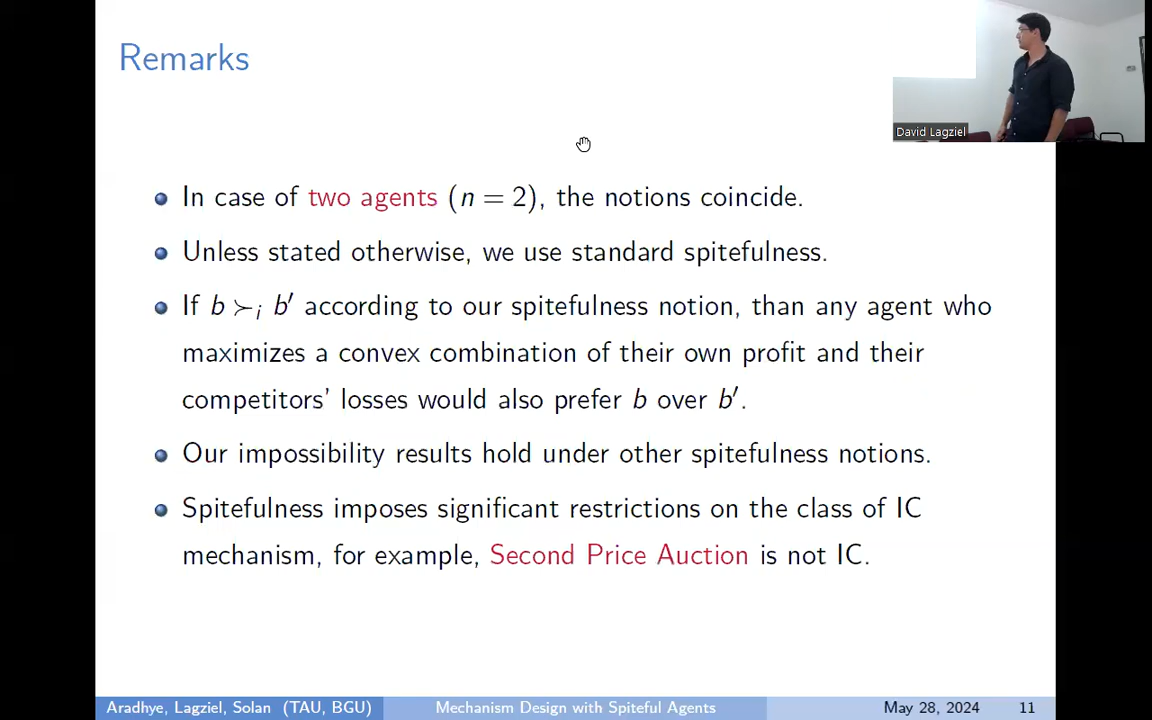 Remarks
David Lagziel
In case of two agents (n = 2), the notions coincide.
Unless stated otherwise, we use standard spitefulness.
If b ≻ᵢ b′ according to our spitefulness notion, than any agent who
maximizes a convex combination of their own profit and their
competitors' losses would also prefer b over b′.
Our impossibility results hold under other spitefulness notions.
Spitefulness imposes significant restrictions on the class of IC
mechanism, for example, Second Price Auction is not IC.
Aradhye, Lagziel, Solan (TAU, BGU) Mechanism Design with Spiteful Agents May 28, 2024 11